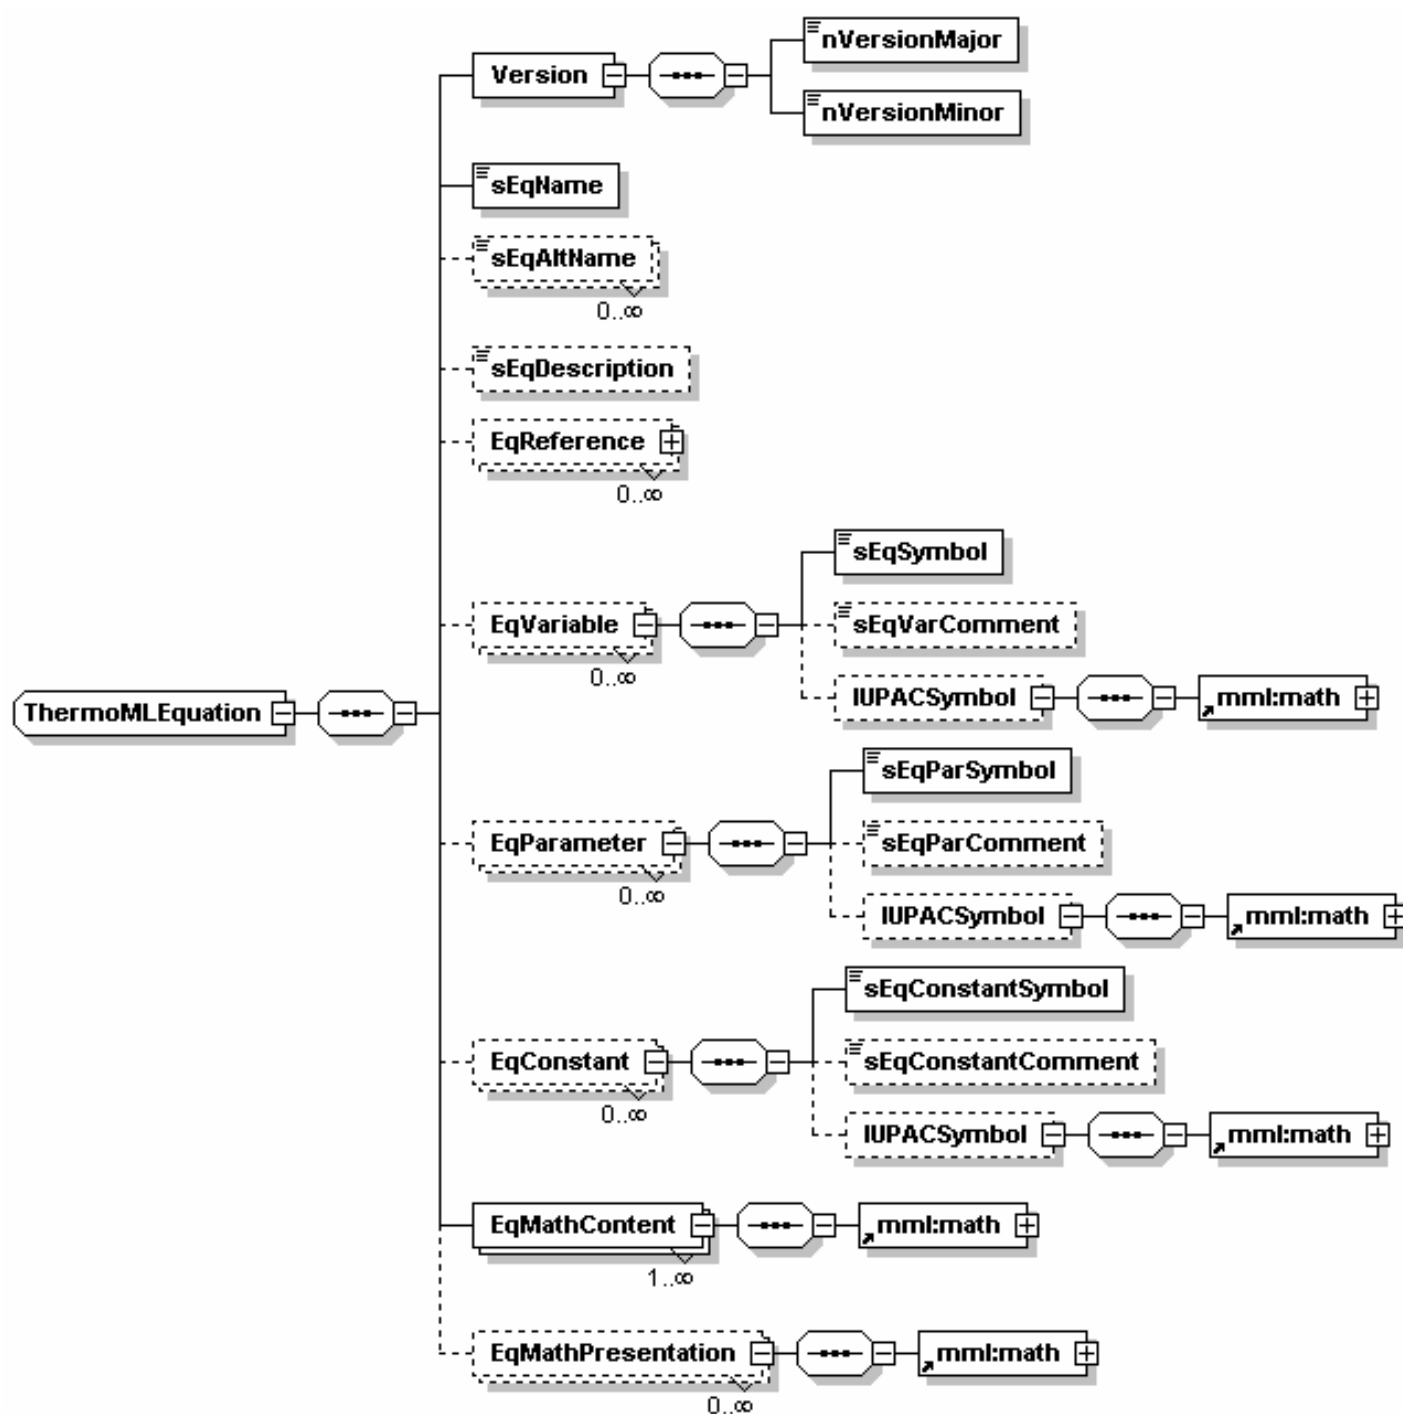 nVersionMajor
Version
nVersionMinor
sEqName
sEqAltName
0..∞
sEqDescription
EqReference
0..∞
sEqSymbol
EqVariable
sEqVarComment
0..∞
IUPACSymbol
mml:math
ThermoMLEquation
sEqParSymbol
EqParameter
sEqParComment
0..∞
IUPACSymbol
mml:math
sEqConstantSymbol
EqConstant
sEqConstantComment
0..∞
IUPACSymbol
mml:math
EqMathContent
mml:math
1..∞
EqMathPresentation
mml:math
0..∞